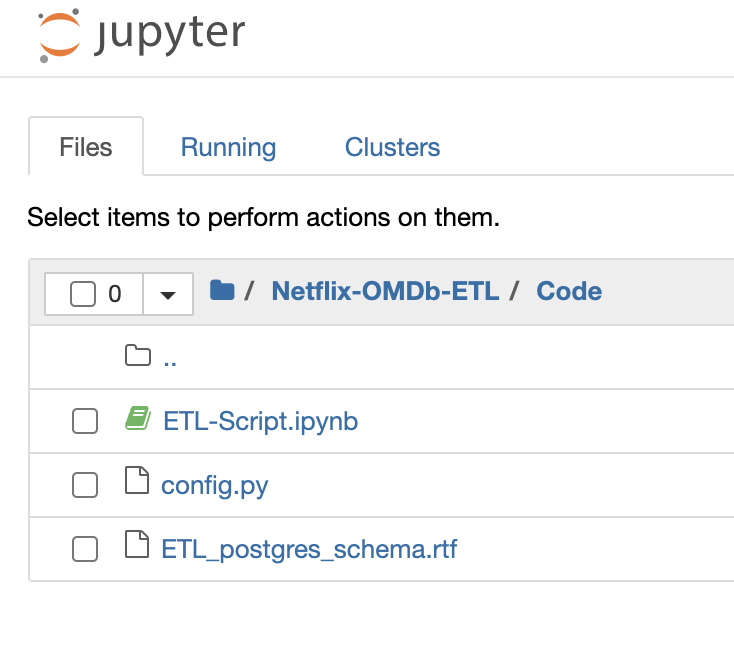 jupyter
Files Running Clusters
Select items to perform actions on them.
0 / Netflix-OMDb-ETL / Code
..
ETL-Script.ipynb
config.py
ETL_postgres_schema.rtf